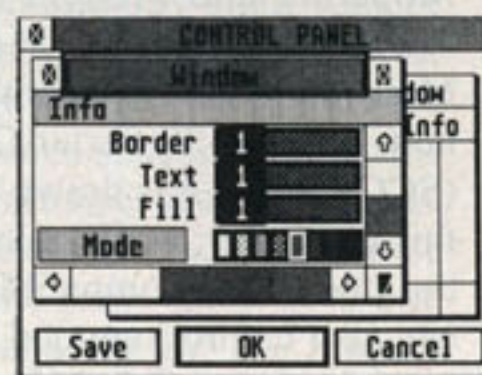 CONTROL PANEL
Window
dow
Info
Info
Border 1
Text 1
Fill 1
Mode
Save OK Cancel